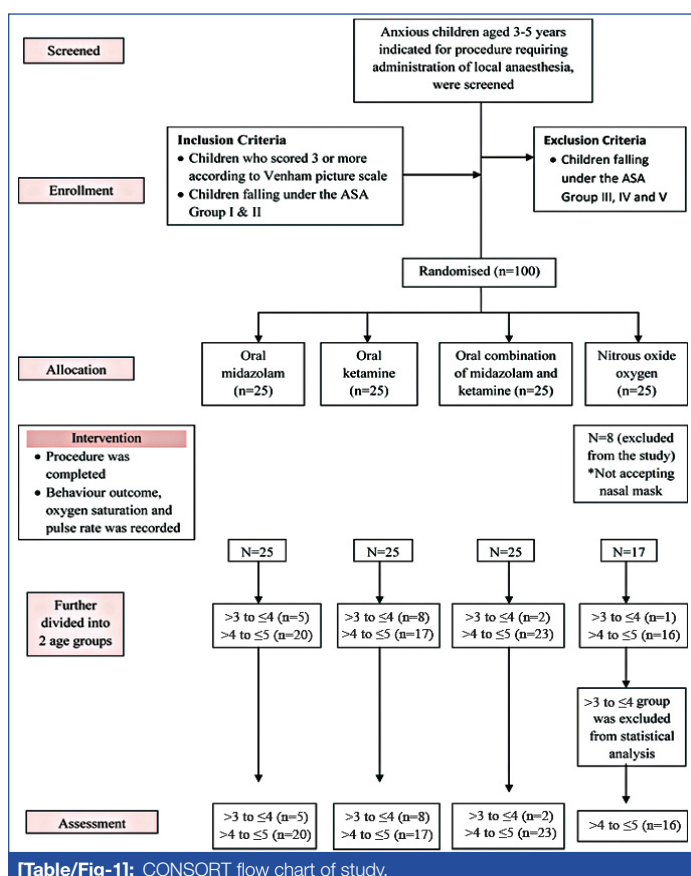 Screened
Anxious children aged 3-5 years
indicated for procedure requiring
administration of local anaesthesia,
were screened
Inclusion Criteria
• Children who scored 3 or more
according to Venham picture scale
• Children falling under the ASA
Group I & II
Exclusion Criteria
• Children falling
under the ASA
Group III, IV and V
Enrollment
Randomised (n=100)
Allocation
Oral
midazolam
(n=25)
Oral
ketamine
(n=25)
Oral combination
of midazolam and
ketamine (n=25)
Nitrous oxide
oxygen
(n=25)
Intervention
• Procedure was
completed
• Behaviour outcome,
oxygen saturation and
pulse rate was recorded
N=8 (excluded
from the study)
*Not accepting
nasal mask
N=25
N=25
N=25
N=17
Further
divided into
2 age groups
>3 to ≤4 (n=5)
>4 to ≤5 (n=20)
>3 to ≤4 (n=8)
>4 to ≤5 (n=17)
>3 to ≤4 (n=2)
>4 to ≤5 (n=23)
>3 to ≤4 (n=1)
>4 to ≤5 (n=16)
>3 to ≤4 group
was excluded
from statistical
analysis
Assessment
>3 to ≤4 (n=5)
>4 to ≤5 (n=20)
>3 to ≤4 (n=8)
>4 to ≤5 (n=17)
>3 to ≤4 (n=2)
>4 to ≤5 (n=23)
>4 to ≤5 (n=16)
[Table/Fig-1]: CONSORT flow chart of study.